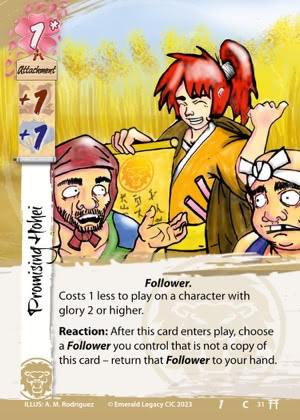 1
Attachment
+1
+1
Promising Hohei
Follower.
Costs 1 less to play on a character with
glory 2 or higher.
Reaction: After this card enters play, choose
a Follower you control that is not a copy of
this card – return that Follower to your hand.
ILLUS: A. M. Rodriguez © Emerald Legacy CIC 2023 1 C 31